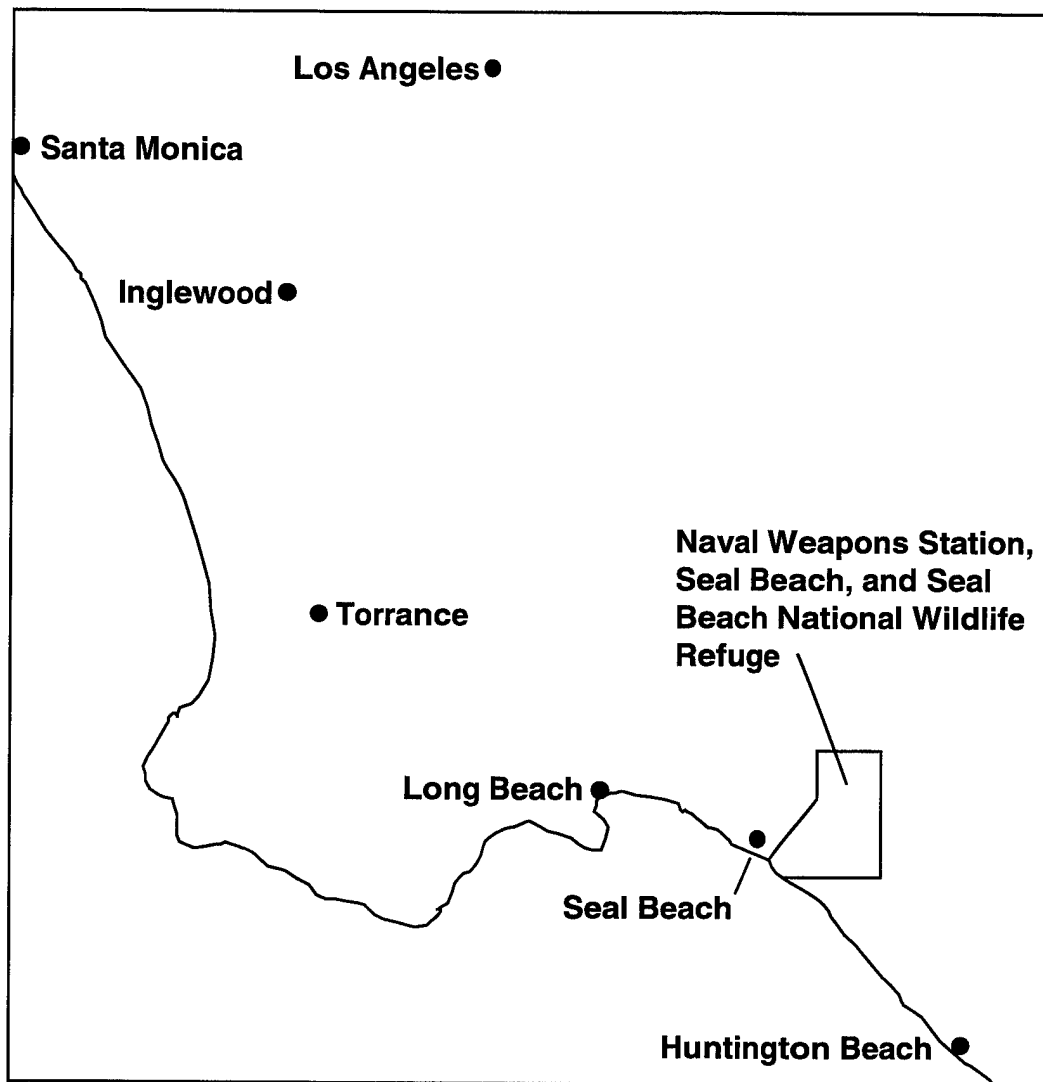 Los Angeles
Santa Monica
Inglewood
Naval Weapons Station,
Seal Beach, and Seal
Beach National Wildlife
Refuge
Torrance
Long Beach
Seal Beach
Huntington Beach